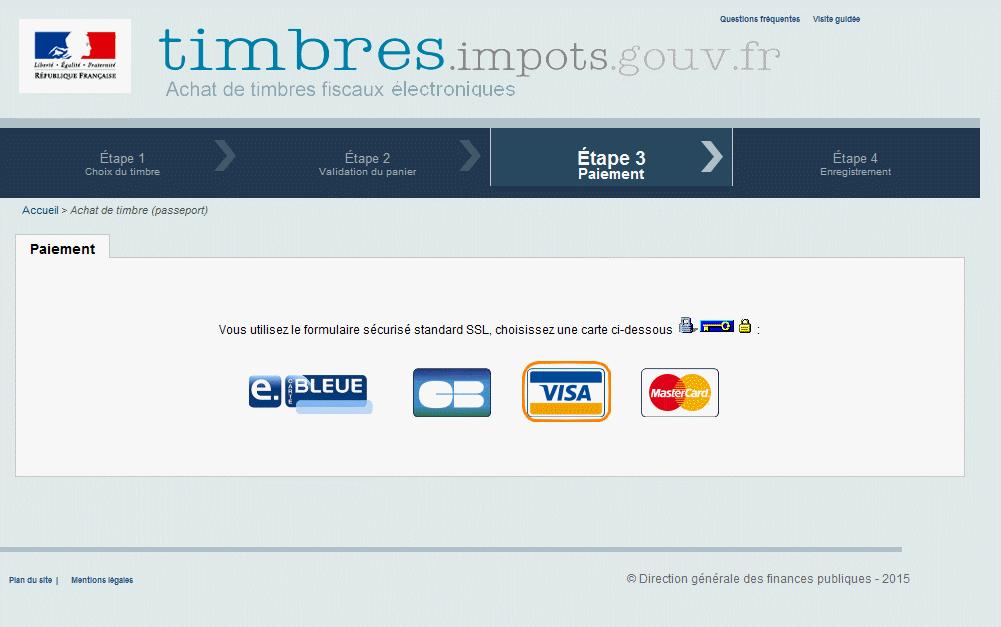 Questions fréquentes Visite guidée
Liberté • Égalité • Fraternité
RÉPUBLIQUE FRANÇAISE
timbres.impots.gouv.fr
Achat de timbres fiscaux électroniques
Étape 1
Choix du timbre
Étape 2
Validation du panier
Étape 3
Paiement
Étape 4
Enregistrement
Accueil > Achat de timbre (passeport)
Paiement
Vous utilisez le formulaire sécurisé standard SSL, choisissez une carte ci-dessous :
e. CARTE BLEUE
CB
VISA
MasterCard
Plan du site | Mentions légales
© Direction générale des finances publiques - 2015